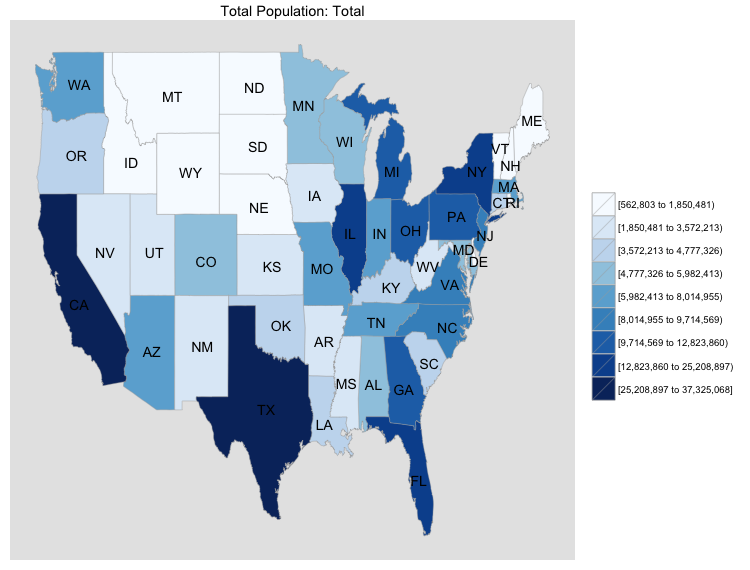 Total Population: Total
WA
MT
ND
MN
ME
OR
ID
WY
SD
WI
MI
VT
NH
NY
MA
CT
RI
IA
NE
PA
NJ
NV
UT
CO
KS
MO
IL
IN
OH
MD
DE
WV
VA
KY
CA
AZ
NM
OK
AR
TN
NC
SC
MS
AL
GA
TX
LA
FL
[562,803 to 1,850,481)
[1,850,481 to 3,572,213)
[3,572,213 to 4,777,326)
[4,777,326 to 5,982,413)
[5,982,413 to 8,014,955)
[8,014,955 to 9,714,569)
[9,714,569 to 12,823,860)
[12,823,860 to 25,208,897)
[25,208,897 to 37,325,068]